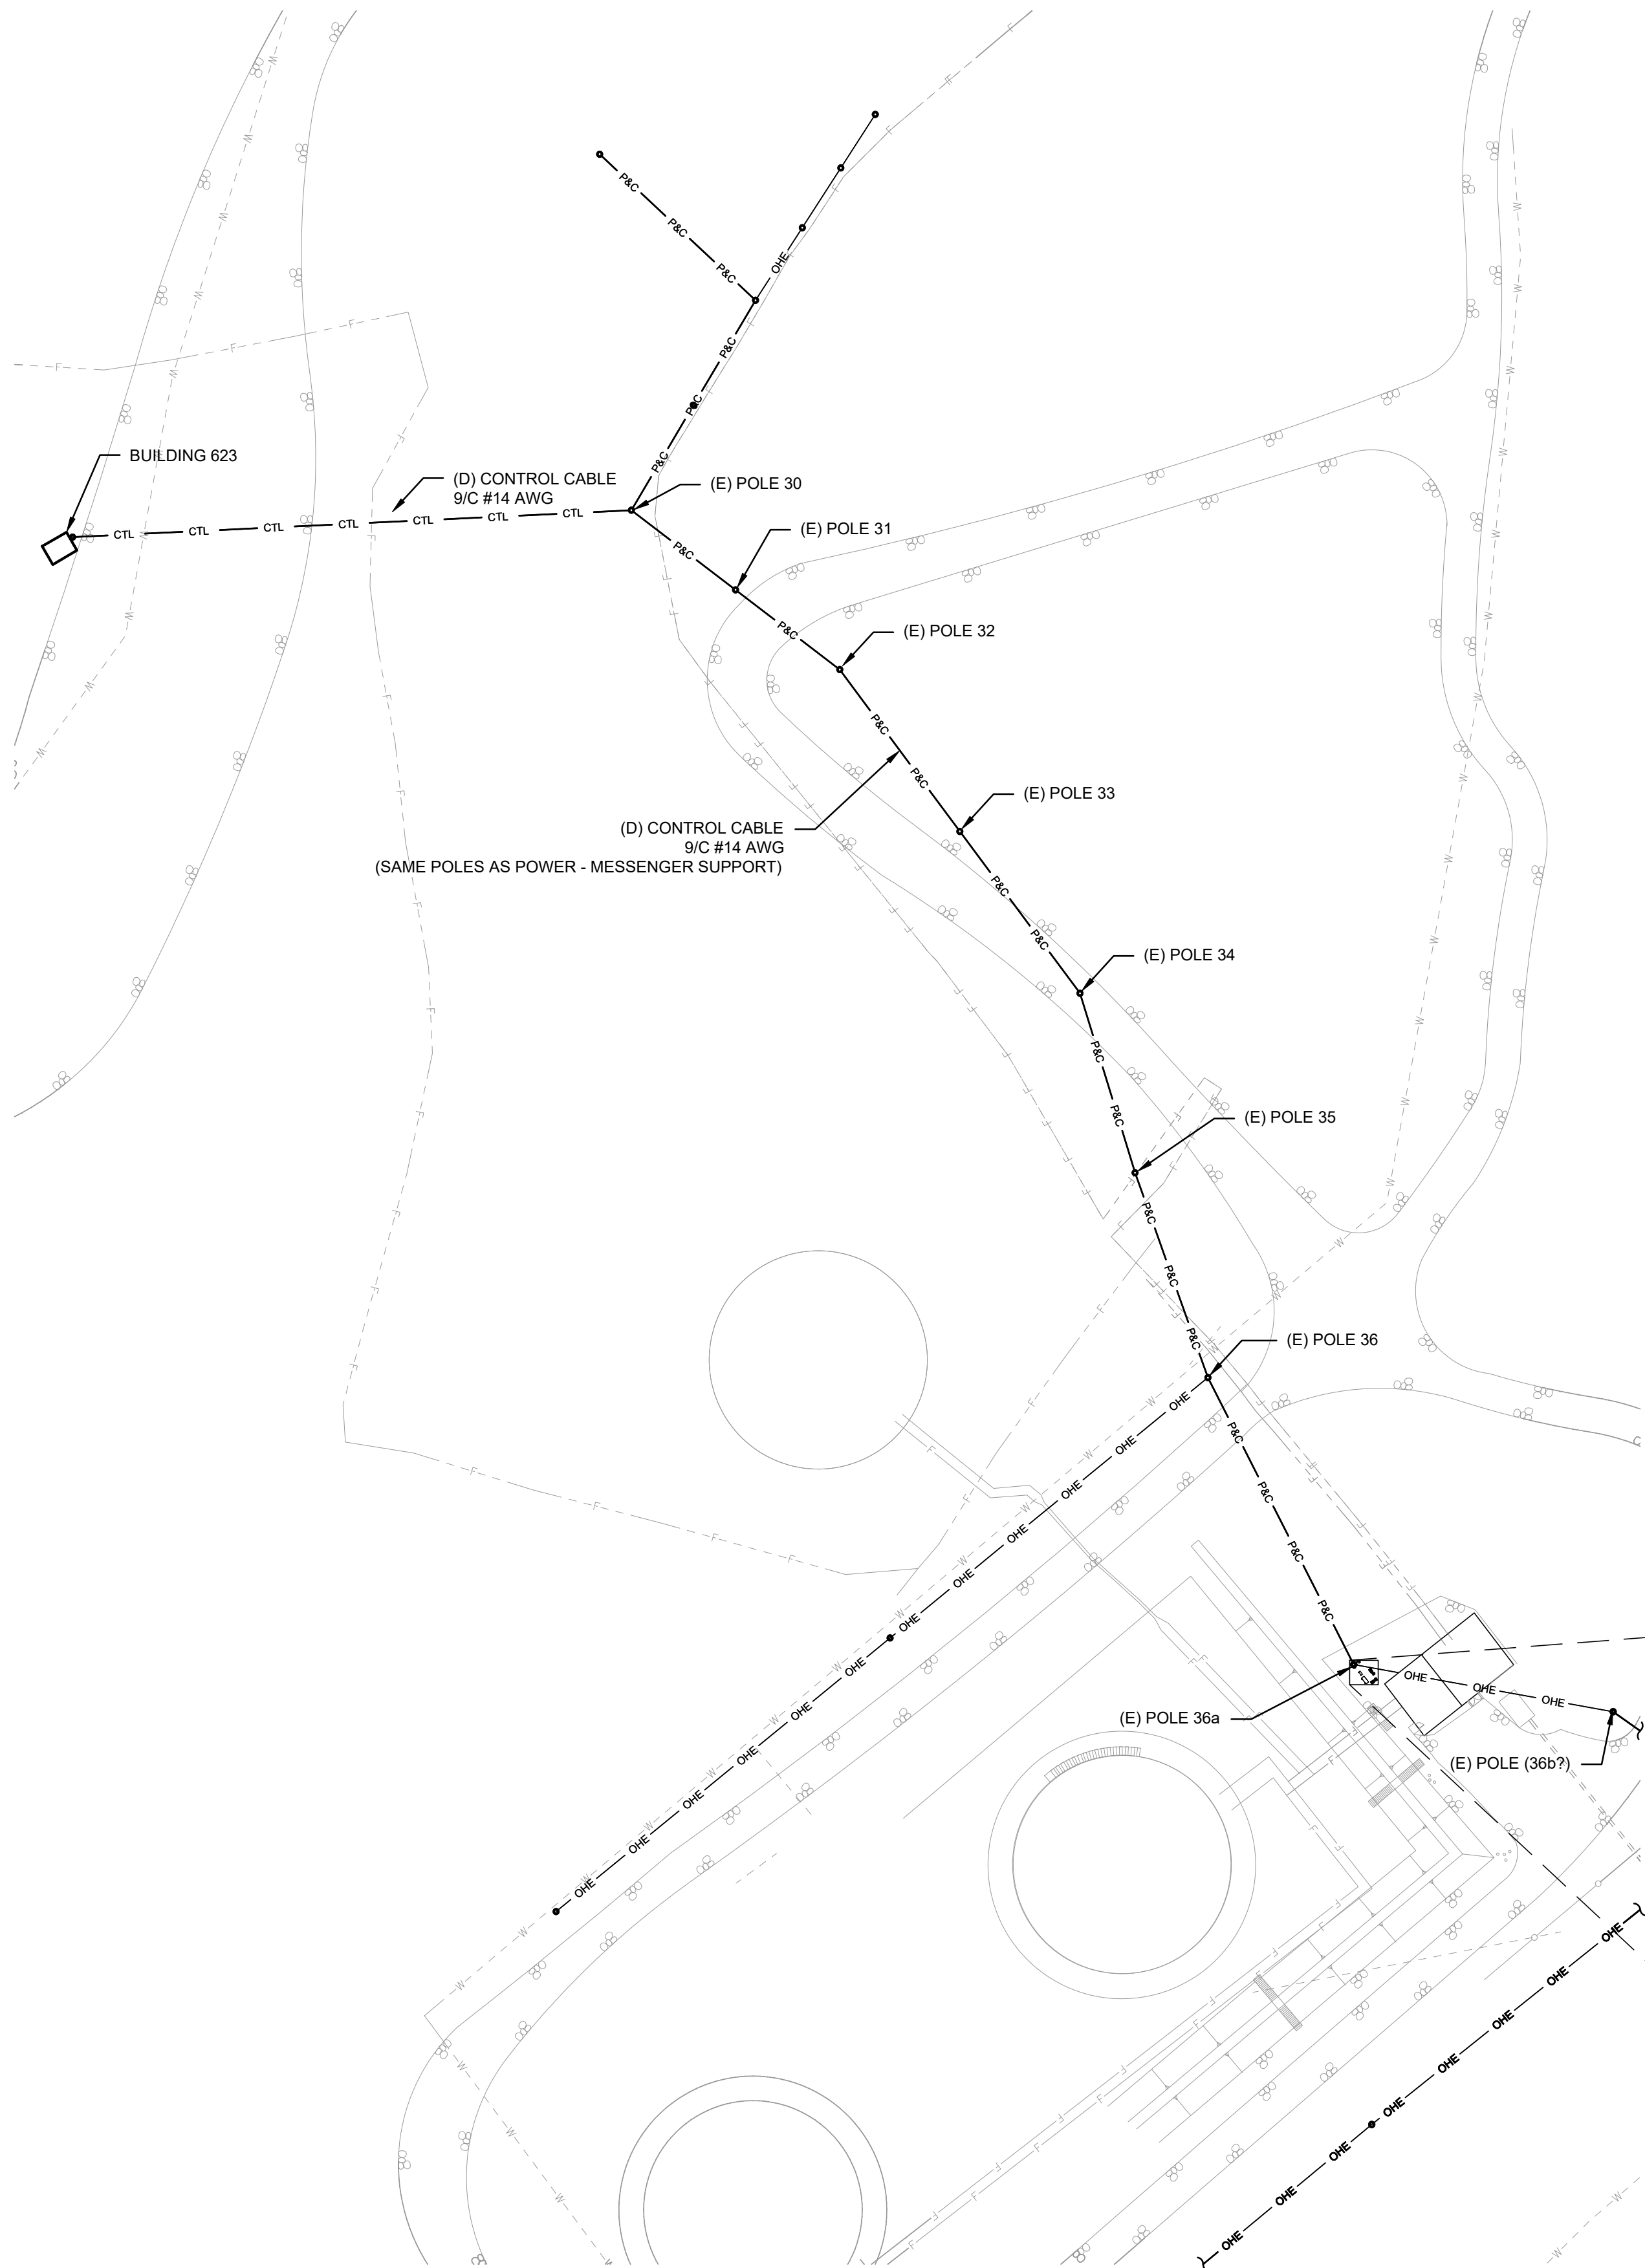 OHE
P&C
P&C
P&C
P&C
P&C
P&C
BUILDING 623
(D) CONTROL CABLE
9/C #14 AWG
(E) POLE 30
CTL CTL CTL CTL CTL CTL CTL
(E) POLE 31
P&C
(E) POLE 32
P&C
P&C
P&C
(E) POLE 33
(D) CONTROL CABLE
9/C #14 AWG
(SAME POLES AS POWER - MESSENGER SUPPORT)
P&C
P&C
(E) POLE 34
P&C
P&C
(E) POLE 35
P&C
P&C
P&C
(E) POLE 36
OHE
OHE
OHE
OHE
OHE
OHE
OHE
OHE
OHE
OHE
OHE
OHE
P&C
P&C
P&C
P&C
OHE OHE OHE
(E) POLE 36a
(E) POLE (36b?)
OHE
OHE
OHE
OHE
OHE
OHE
OHE
OHE